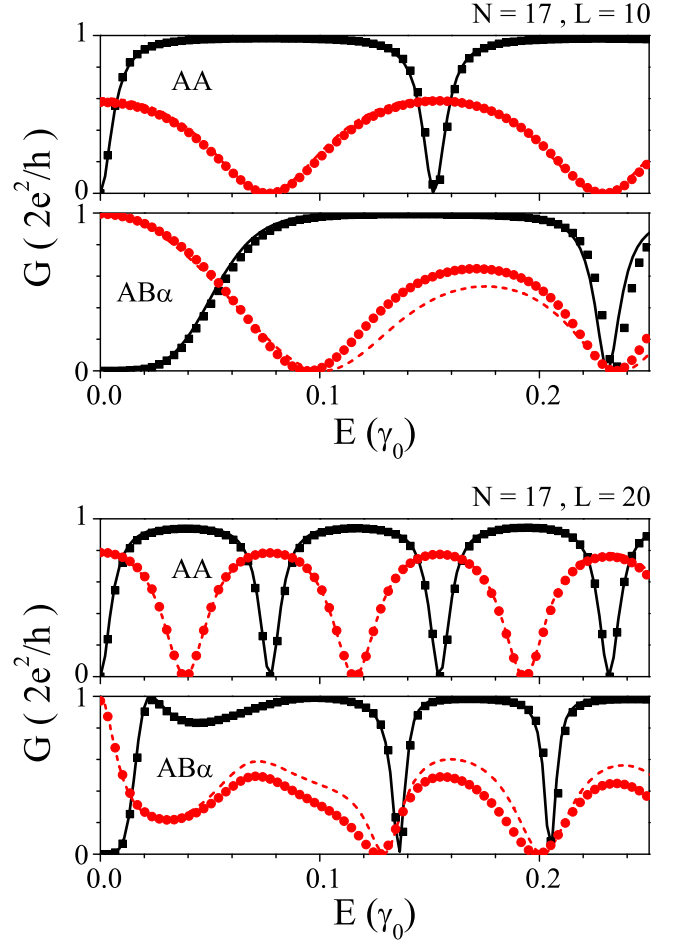 N = 17 , L = 10
1
AA
0
1
G ( 2e²/h )
ABα
0
0.0 0.1 0.2
E (γ₀)
N = 17 , L = 20
1
AA
0
1
G ( 2e²/h )
ABα
0
0.0 0.1 0.2
E (γ₀)